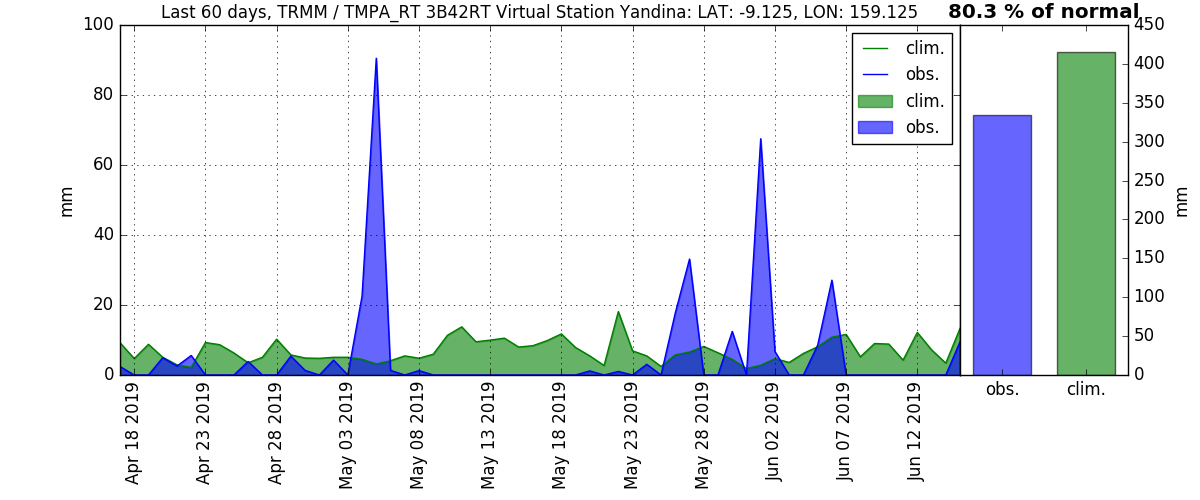 Last 60 days, TRMM / TMPA_RT 3B42RT Virtual Station Yandina: LAT: -9.125, LON: 159.125
80.3 % of normal
100
80
60
40
20
0
mm
clim.
obs.
clim.
obs.
Apr 18 2019
Apr 23 2019
Apr 28 2019
May 03 2019
May 08 2019
May 13 2019
May 18 2019
May 23 2019
May 28 2019
Jun 02 2019
Jun 07 2019
Jun 12 2019
450
400
350
300
250
200
150
100
50
0
mm
obs.
clim.